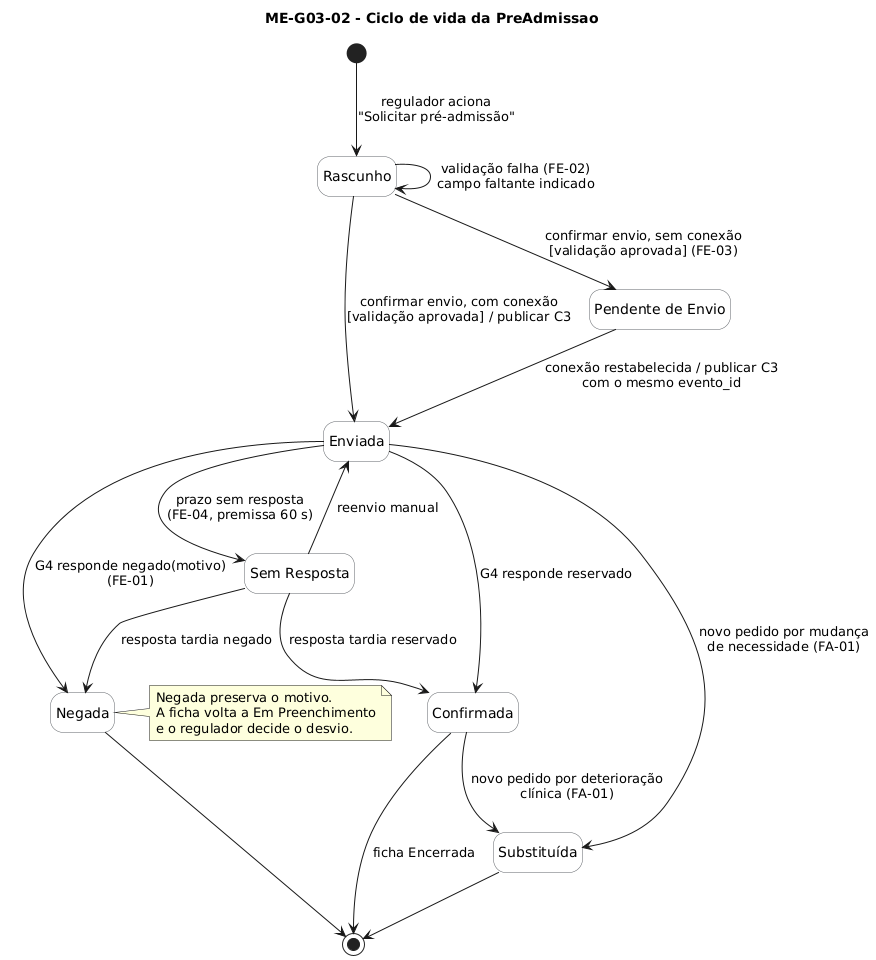 ME-G03-02 - Ciclo de vida da PreAdmissao
regulador aciona
"Solicitar pré-admissão"
Rascunho
validação falha (FE-02)
campo faltante indicado
confirmar envio, sem conexão
[validação aprovada] (FE-03)
confirmar envio, com conexão
[validação aprovada] / publicar C3
Pendente de Envio
conexão restabelecida / publicar C3
com o mesmo evento_id
Enviada
prazo sem resposta
(FE-04, premissa 60 s)
reenvio manual
G4 responde negado(motivo)
(FE-01)
Sem Resposta
G4 responde reservado
resposta tardia negado
resposta tardia reservado
novo pedido por mudança
de necessidade (FA-01)
Negada
Negada preserva o motivo.
A ficha volta a Em Preenchimento
e o regulador decide o desvio.
Confirmada
novo pedido por deterioração
clínica (FA-01)
ficha Encerrada
Substituída